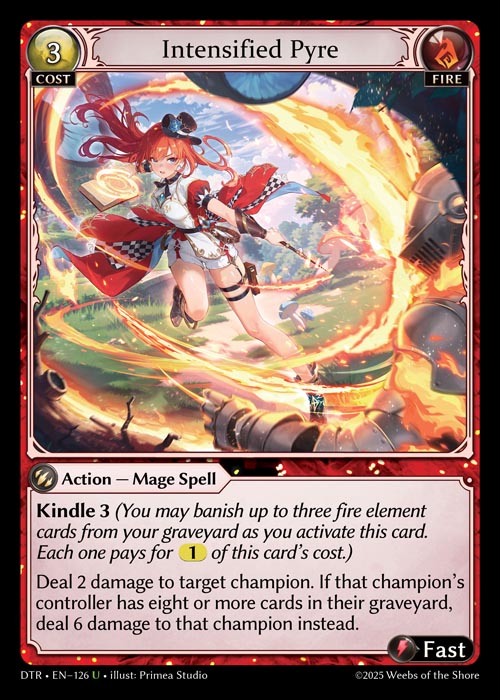 3
Intensified Pyre
COST
FIRE
Action — Mage Spell
Kindle 3 (You may banish up to three fire element
cards from your graveyard as you activate this card.
Each one pays for 1 of this card's cost.)
Deal 2 damage to target champion. If that champion's
controller has eight or more cards in their graveyard,
deal 6 damage to that champion instead.
Fast
DTR • EN–126 U • illust: Primea Studio
©2025 Weebs of the Shore